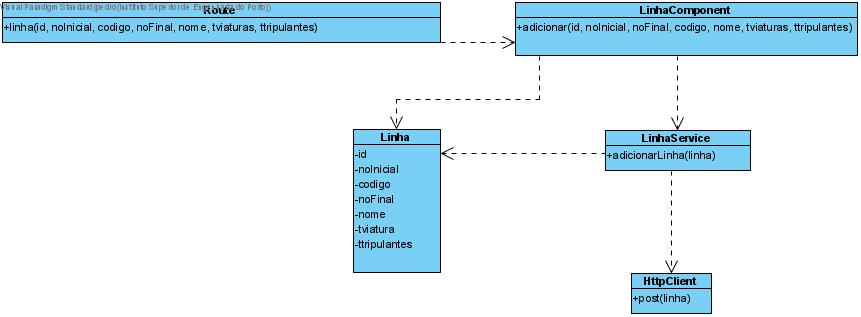 Visual Paradigm Standard(pedro(Instituto Superior de Engenharia do Porto))
Route
+linha(id, noInicial, codigo, noFinal, nome, tviaturas, ttripulantes)
LinhaComponent
+adicionar(id, noInicial, noFinal, codigo, nome, tviaturas, ttripulantes)
Linha
-id
-noInicial
-codigo
-noFinal
-nome
-tviatura
-ttripulantes
LinhaService
+adicionarLinha(linha)
HttpClient
+post(linha)